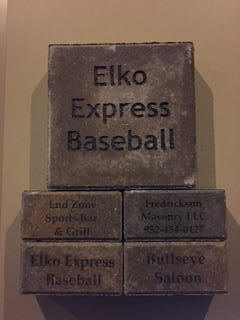 Elko
Express
Baseball
End Zone
Sports Bar
& Grill
Fredrickson
Masonry LLC
952-454-0127
Elko Express
Baseball
Bullseye
Saloon